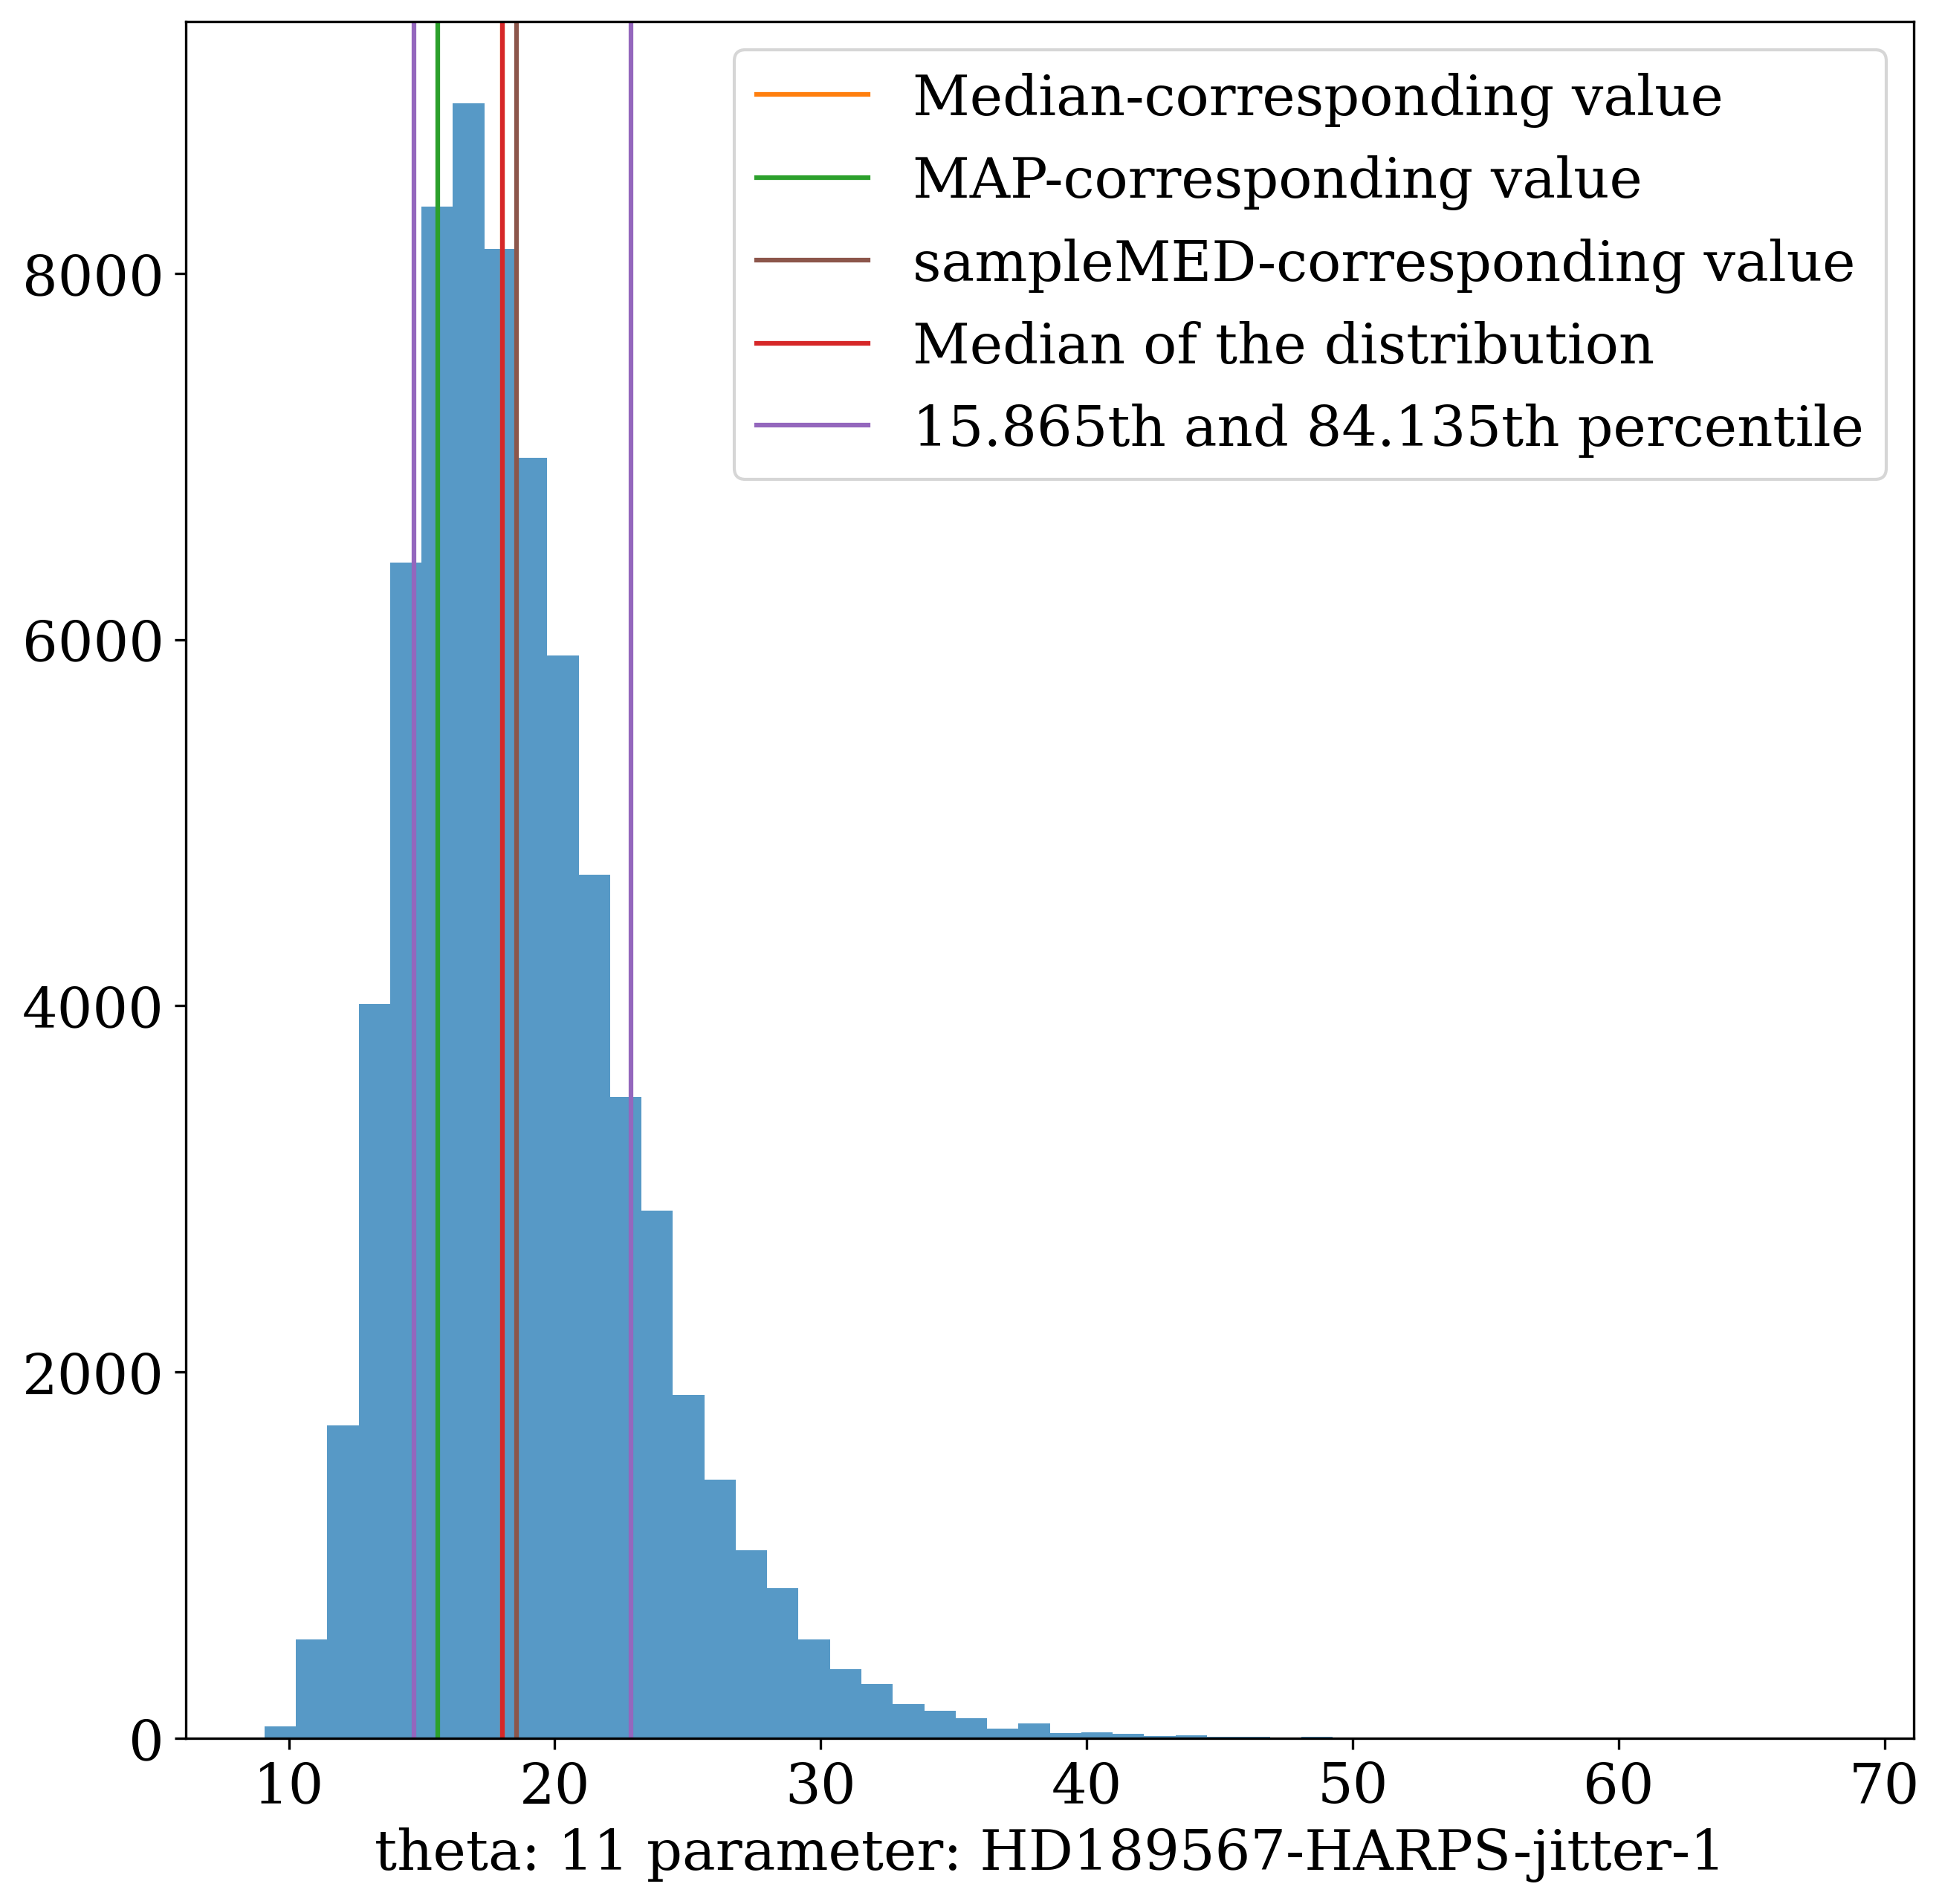 Median-corresponding value
MAP-corresponding value
sampleMED-corresponding value
Median of the distribution
15.865th and 84.135th percentile
8000
6000
4000
2000
0
10 20 30 40 50 60 70
theta: 11 parameter: HD189567-HARPS-jitter-1